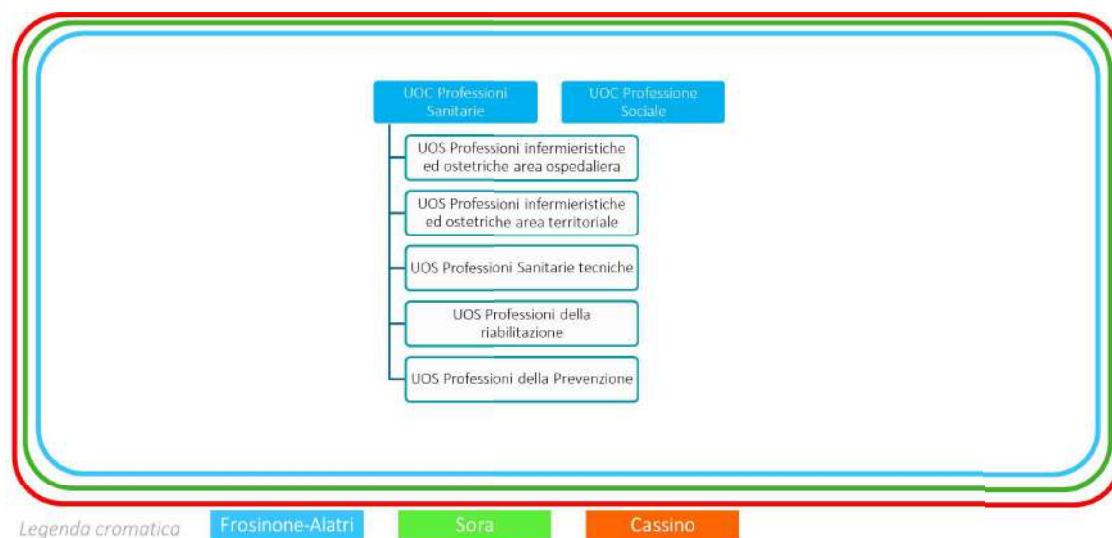 UOC Professioni
Sanitarie
UOC Professione
Sociale
UOS Professioni infermieristiche
ed ostetriche area ospedaliera
UOS Professioni infermieristiche
ed ostetriche area territoriale
UOS Professioni Sanitarie tecniche
UOS Professioni della
riabilitazione
UOS Professioni della Prevenzione
Legenda cromatica
Frosinone-Alatri
Sora
Cassino